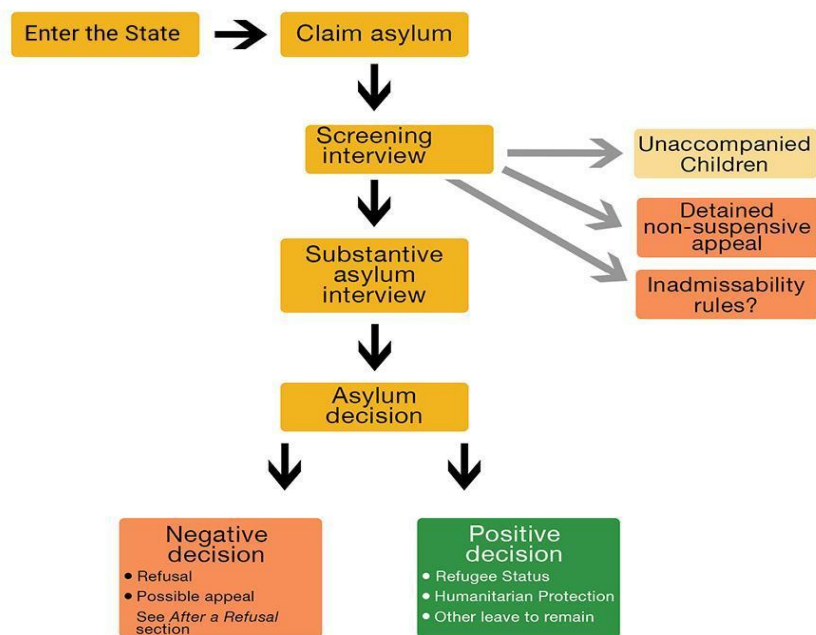 Enter the State
Claim asylum
Screening
interview
Unaccompanied
Children
Detained
non-suspensive
appeal
Inadmissability
rules?
Substantive
asylum
interview
Asylum
decision
Negative
decision
• Refusal
• Possible appeal
See After a Refusal
section
Positive
decision
• Refugee Status
• Humanitarian Protection
• Other leave to remain